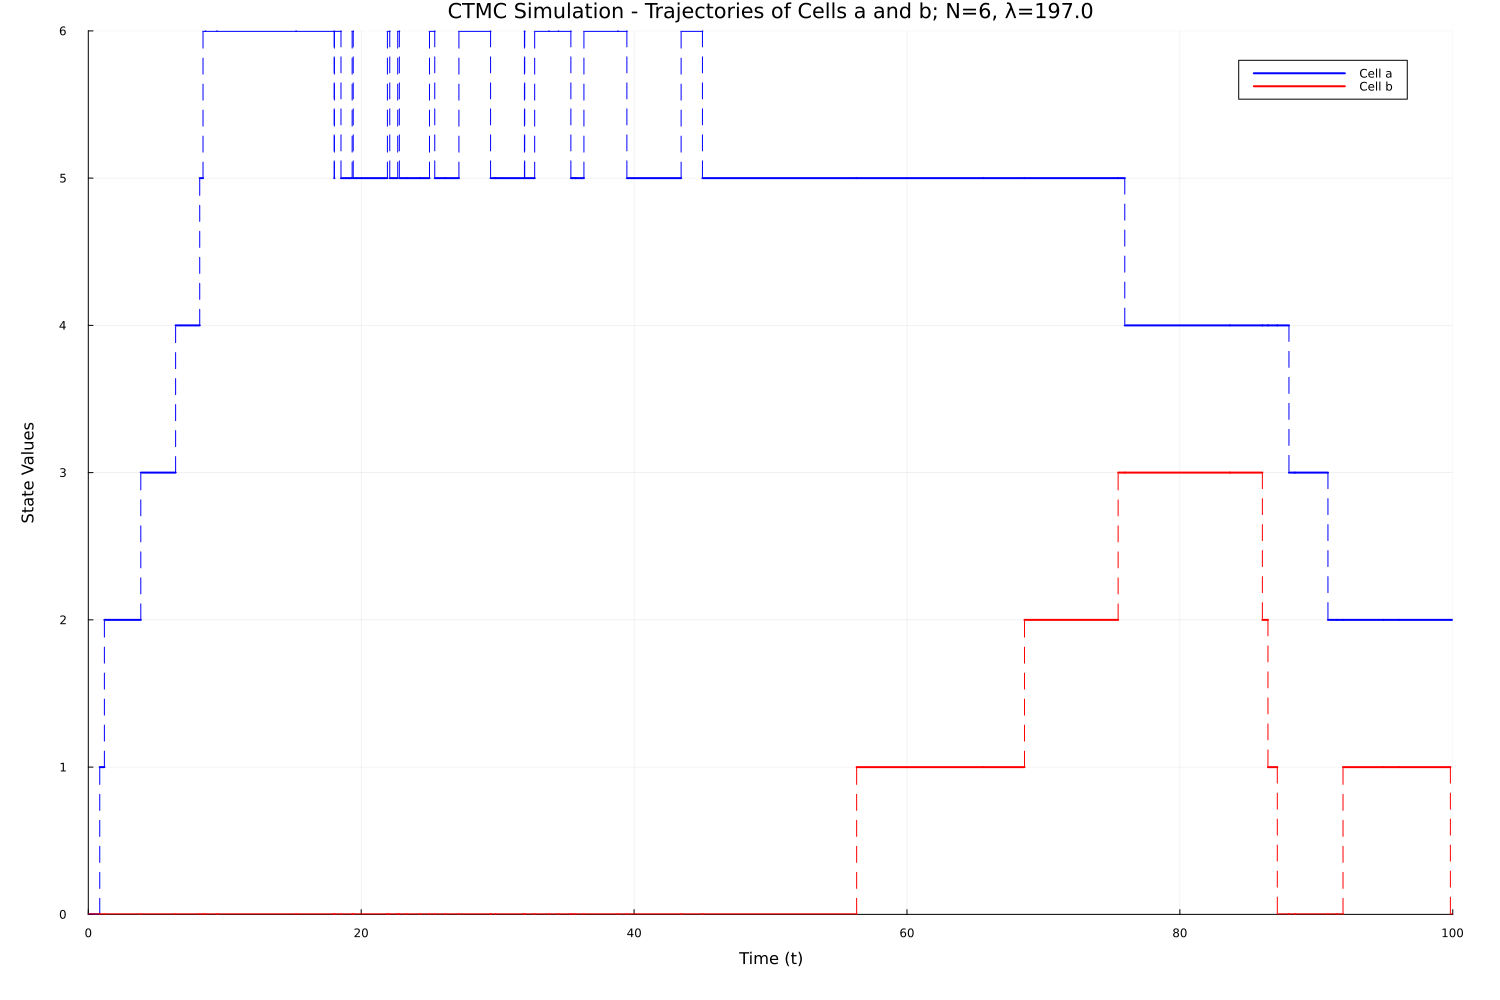 CTMC Simulation - Trajectories of Cells a and b; N=6, λ=197.0
Cell a
Cell b
6
5
4
3
2
1
0
State Values
0 20 40 60 80 100
Time (t)